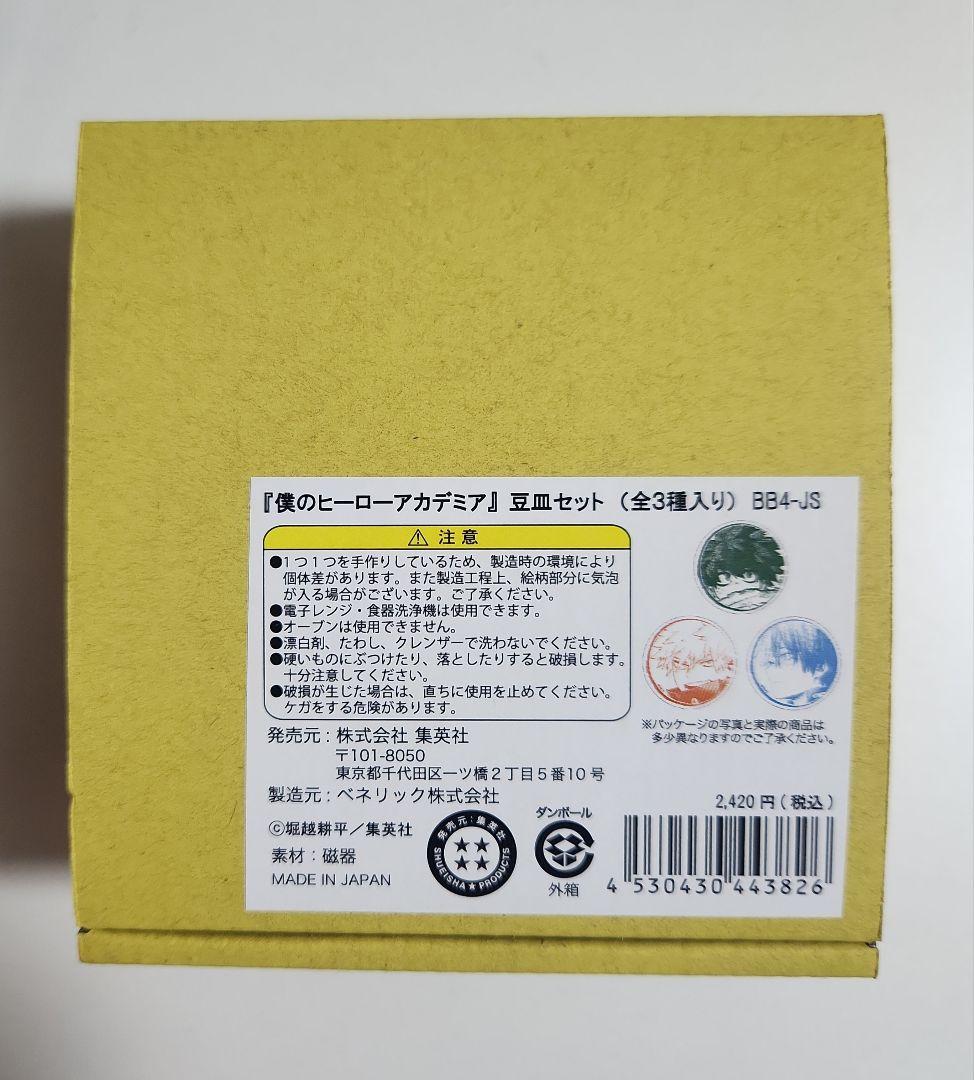 『僕のヒーローアカデミア』 豆皿セット （全3種入り） BB4-JS
⚠ 注意
●1つ1つを手作りしているため、製造時の環境により
個体差があります。また製造工程上、絵柄部分に気泡
が入る場合がございます。ご了承ください。
●電子レンジ・食器洗浄機は使用できます。
●オーブンは使用できません。
●漂白剤、たわし、クレンザーで洗わないでください。
●硬いものにぶつけたり、落としたりすると破損します。
十分注意してください。
●破損が生じた場合は、直ちに使用を止めてください。
ケガをする危険があります。
※パッケージの写真と実際の商品は
多少異なりますのでご了承ください。
発売元：株式会社 集英社
〒101-8050
東京都千代田区一ツ橋2丁目5番10号
製造元：ベネリック株式会社
©堀越耕平／集英社
素材：磁器
MADE IN JAPAN
発売元：集英社
SHUEISHA★PRODUCTS
ダンボール
外箱
2,420円（税込）
4 530430 443826